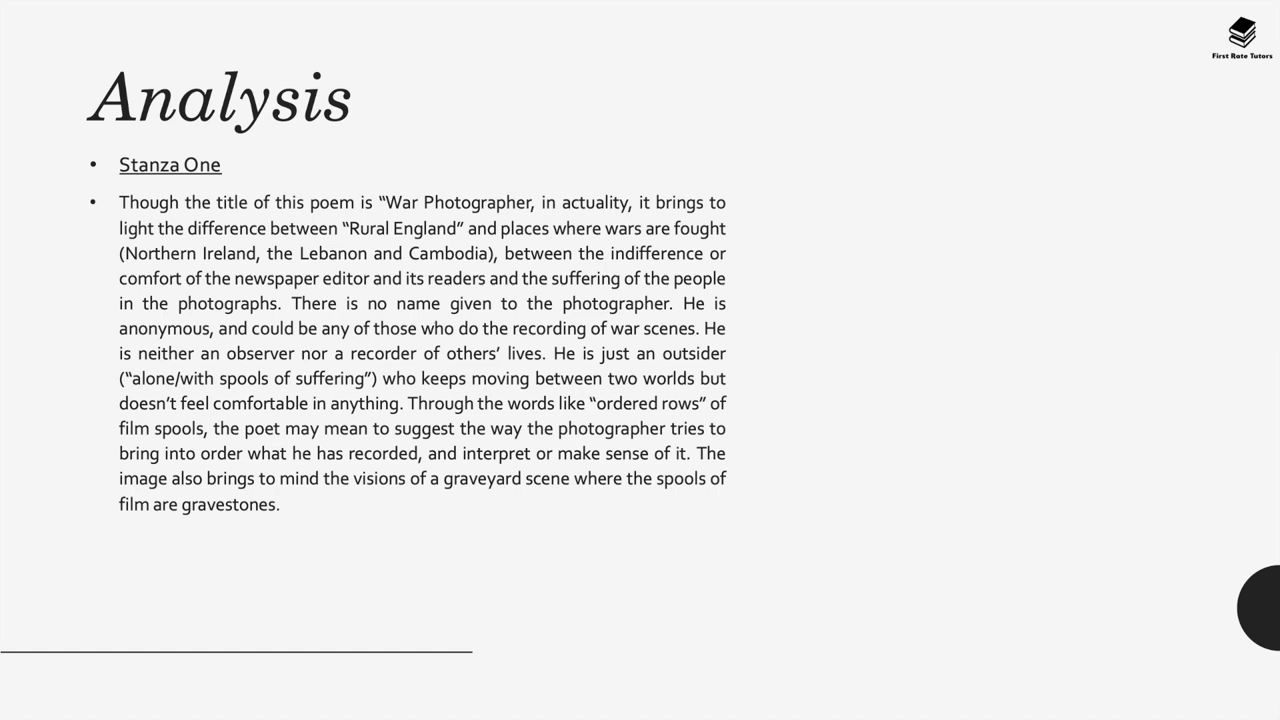 First Rate Tutors
Analysis
• Stanza One
• Though the title of this poem is “War Photographer, in actuality, it brings to
light the difference between “Rural England” and places where wars are fought
(Northern Ireland, the Lebanon and Cambodia), between the indifference or
comfort of the newspaper editor and its readers and the suffering of the people
in the photographs. There is no name given to the photographer. He is
anonymous, and could be any of those who do the recording of war scenes. He
is neither an observer nor a recorder of others’ lives. He is just an outsider
(“alone/with spools of suffering”) who keeps moving between two worlds but
doesn’t feel comfortable in anything. Through the words like “ordered rows” of
film spools, the poet may mean to suggest the way the photographer tries to
bring into order what he has recorded, and interpret or make sense of it. The
image also brings to mind the visions of a graveyard scene where the spools of
film are gravestones.